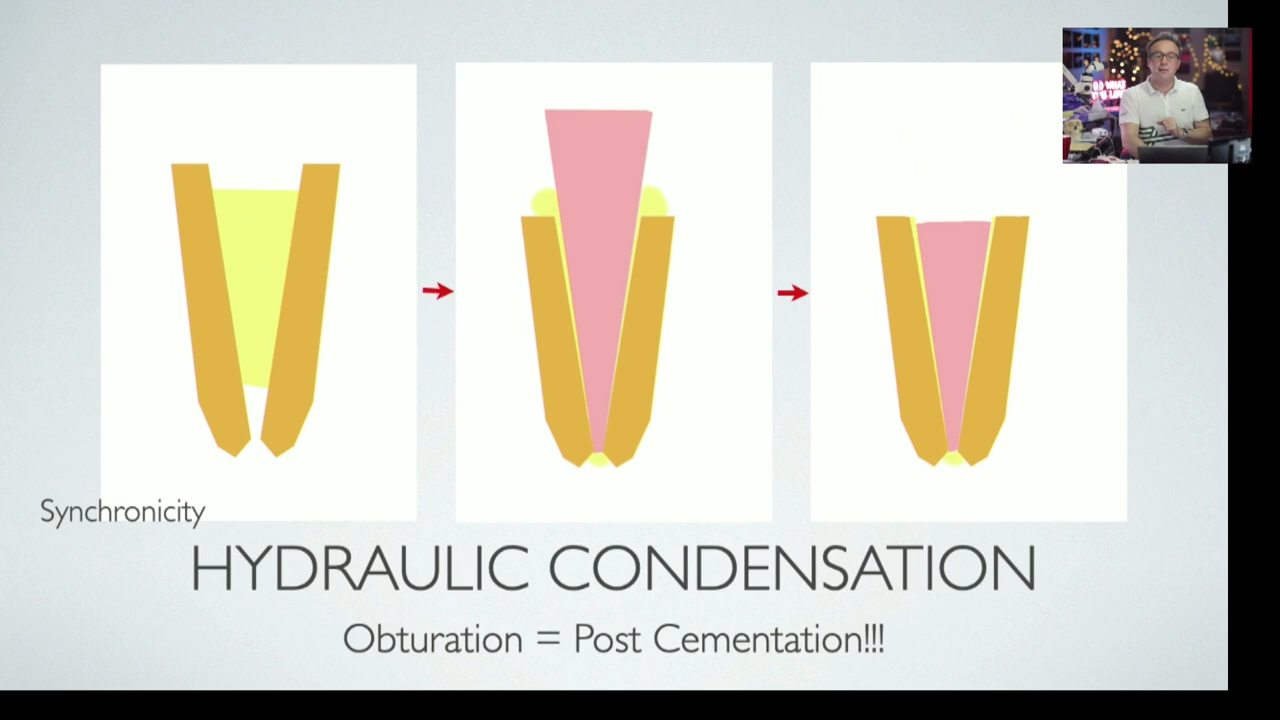 Synchronicity
HYDRAULIC CONDENSATION
Obturation = Post Cementation!!!